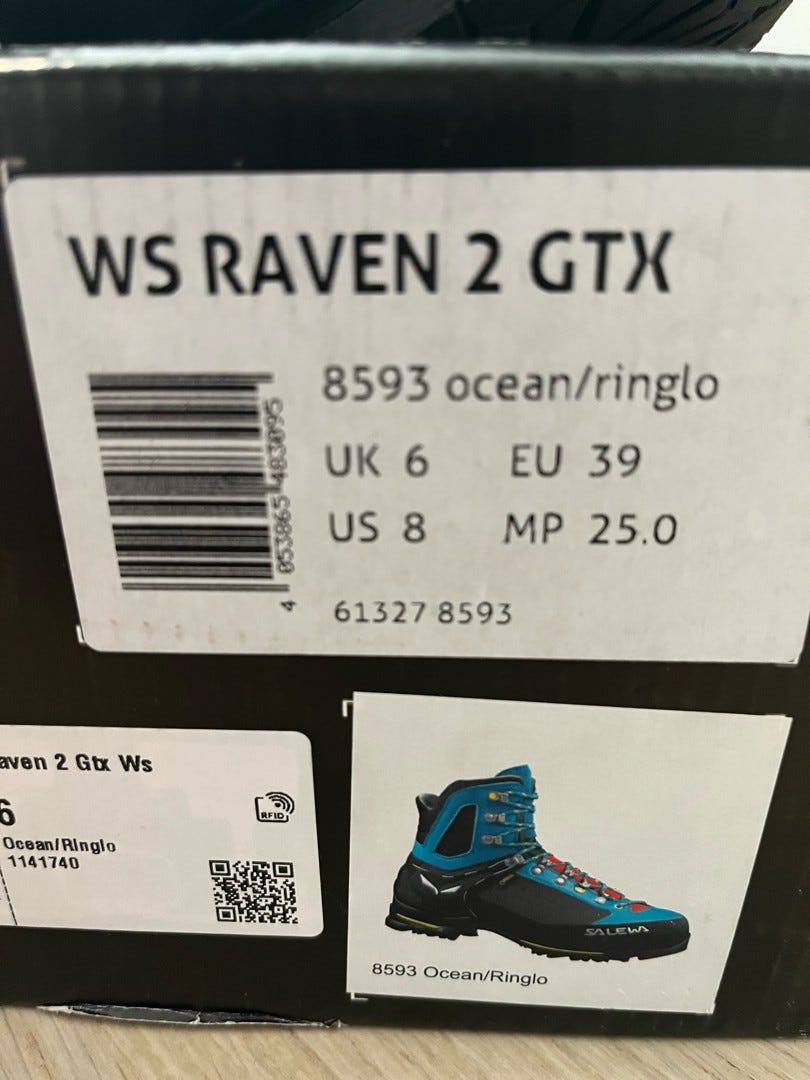 WS RAVEN 2 GTX
8593 ocean/ringlo
UK 6 EU 39
US 8 MP 25.0
4 053865 483095
61327 8593
aven 2 Gtx Ws
6
RFID
Ocean/Ringlo
1141740
SALEWA
8593 Ocean/Ringlo